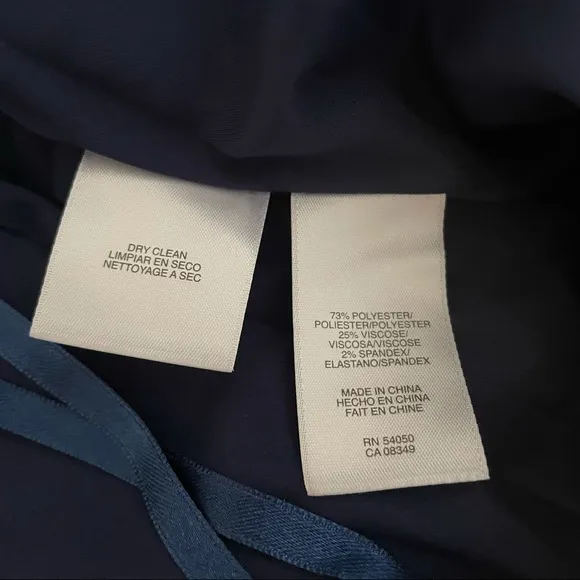 DRY CLEAN
LIMPIAR EN SECO
NETTOYAGE A SEC
73% POLYESTER/
POLIESTER/POLYESTER
25% VISCOSE/
VISCOSA/VISCOSE
2% SPANDEX/
ELASTANO/SPANDEX
MADE IN CHINA
HECHO EN CHINA
FAIT EN CHINE
RN 54050
CA 08349